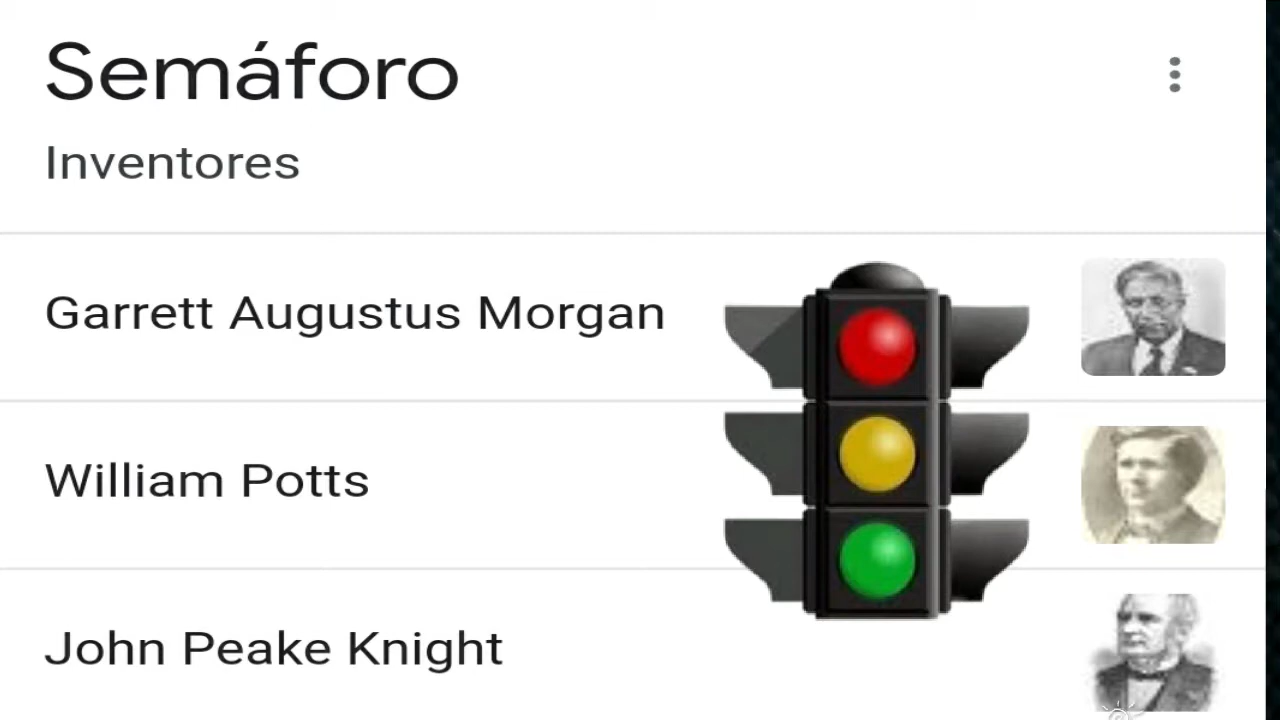 Semáforo
Inventores
Garrett Augustus Morgan
William Potts
John Peake Knight